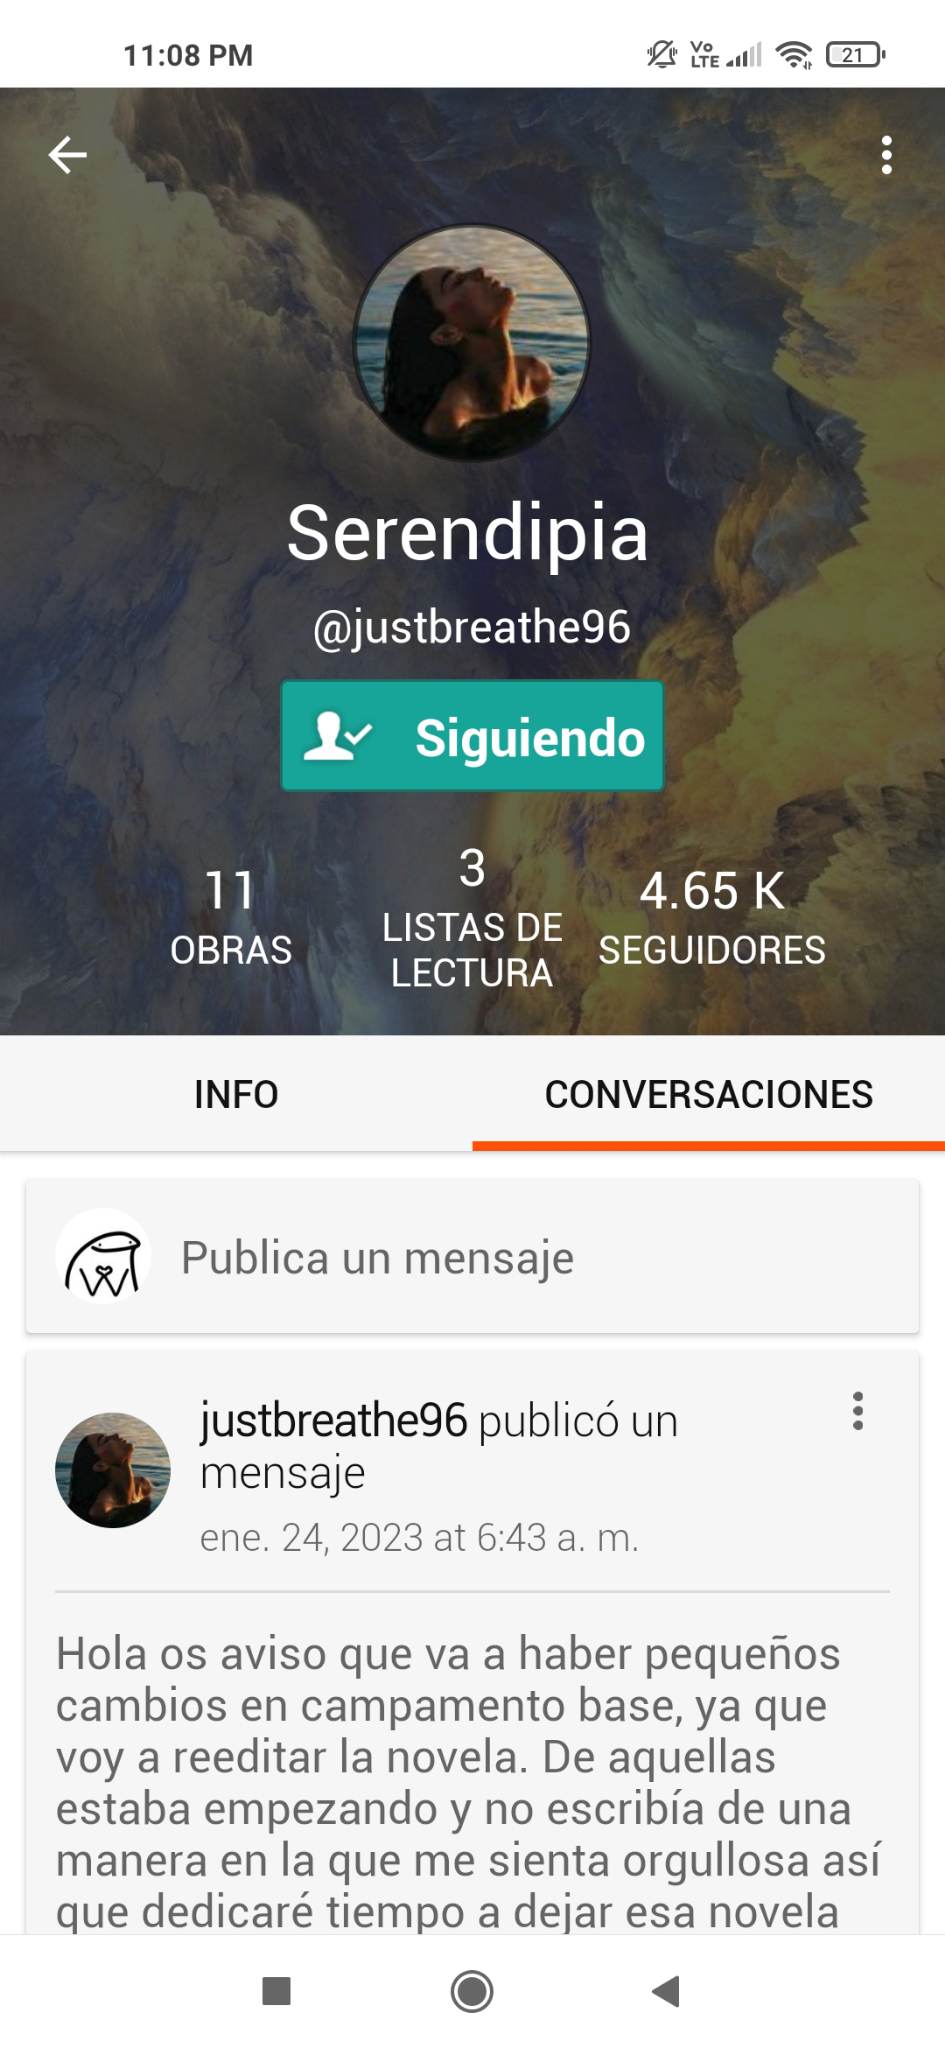 11:08 PM
Vo
LTE
21
Serendipia
@justbreathe96
Siguiendo
11
OBRAS
3
LISTAS DE
LECTURA
4.65 K
SEGUIDORES
INFO
CONVERSACIONES
Publica un mensaje
justbreathe96 publicó un
mensaje
ene. 24, 2023 at 6:43 a. m.
Hola os aviso que va a haber pequeños
cambios en campamento base, ya que
voy a reeditar la novela. De aquellas
estaba empezando y no escribía de una
manera en la que me sienta orgullosa así
que dedicaré tiempo a dejar esa novela